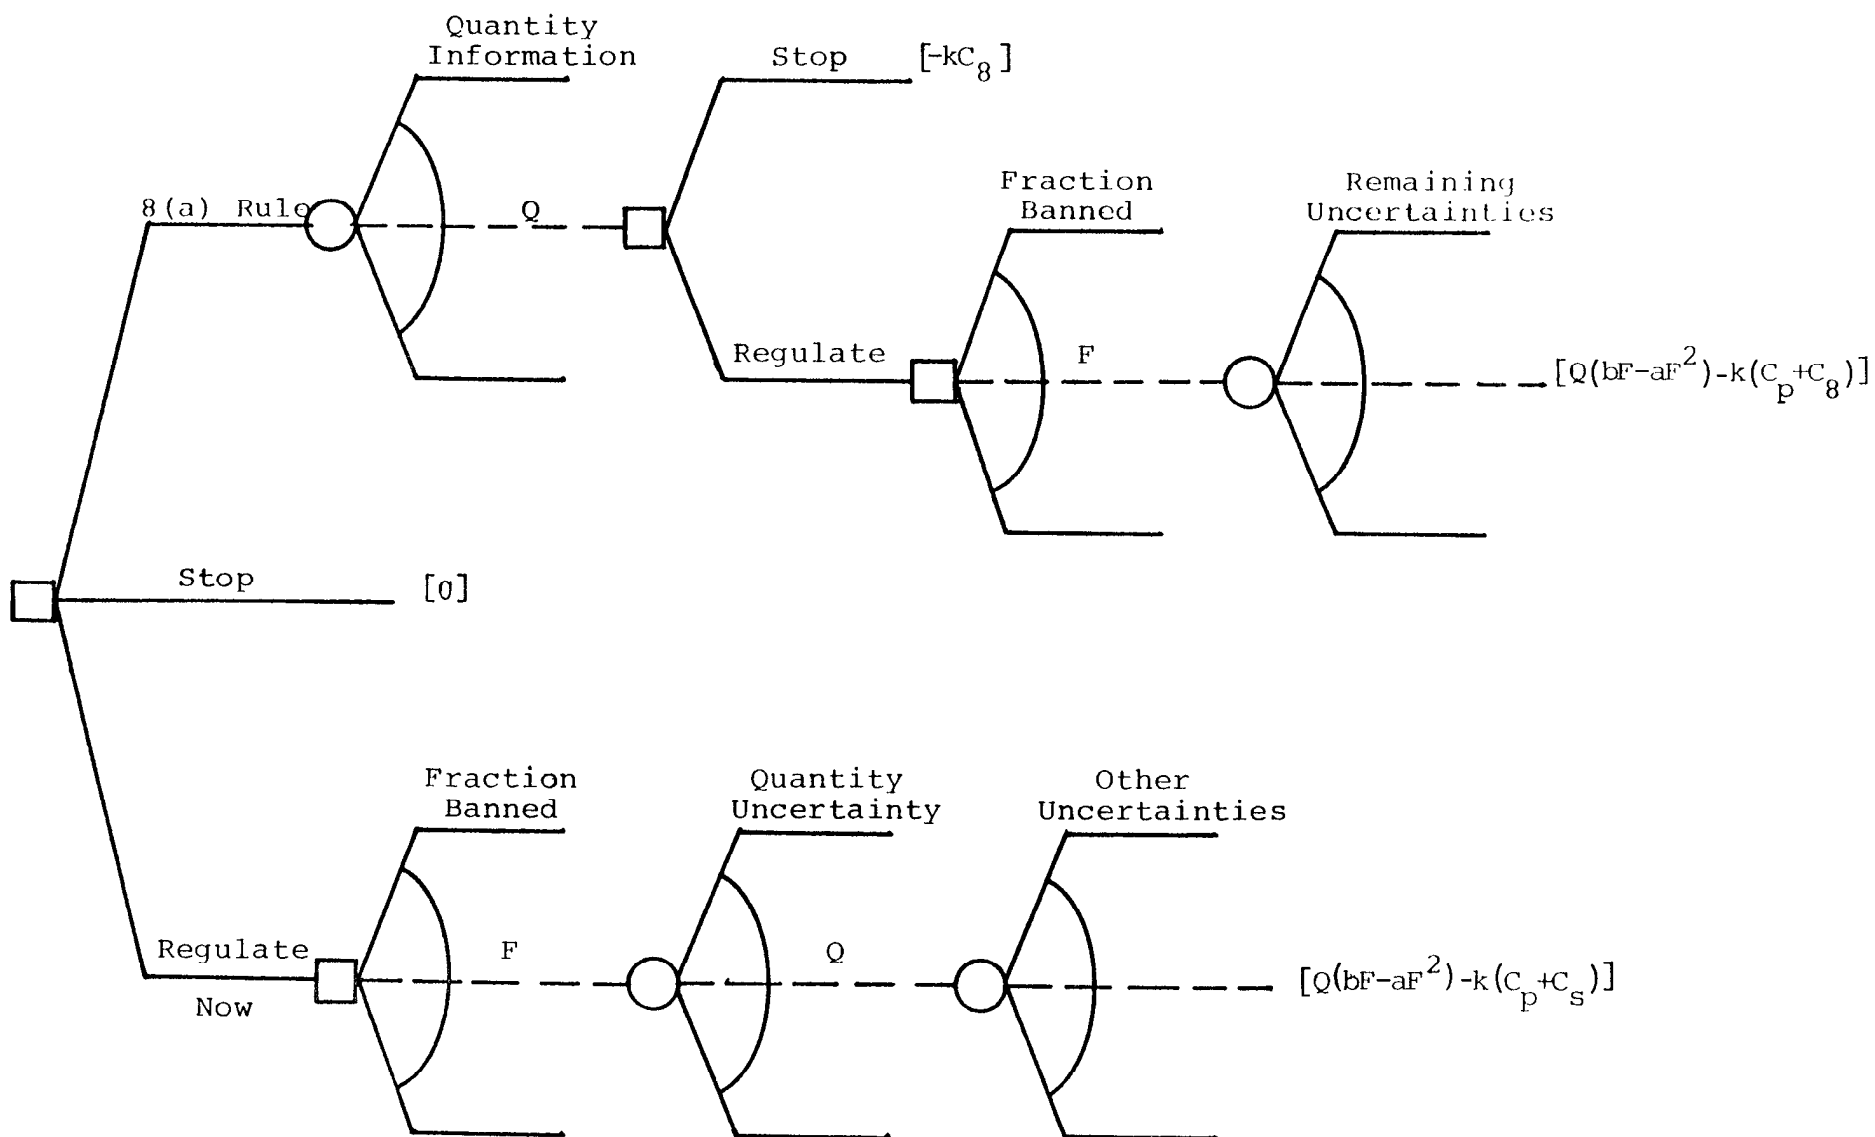 Quantity
Information
Stop
[-kC₈]
8(a) Rule
Q
Fraction
Banned
Remaining
Uncertainties
Regulate
F
[Q(bF-aF²)-k(Cₚ+C₈)]
Stop
[0]
Fraction
Banned
Quantity
Uncertainty
Other
Uncertainties
Regulate
Now
F
Q
[Q(bF-aF²)-k(Cₚ+Cₛ)]